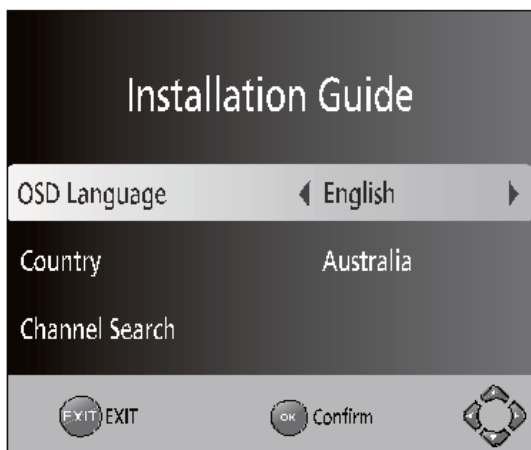 Installation Guide
OSD Language English
Country Australia
Channel Search
EXIT EXIT OK Confirm